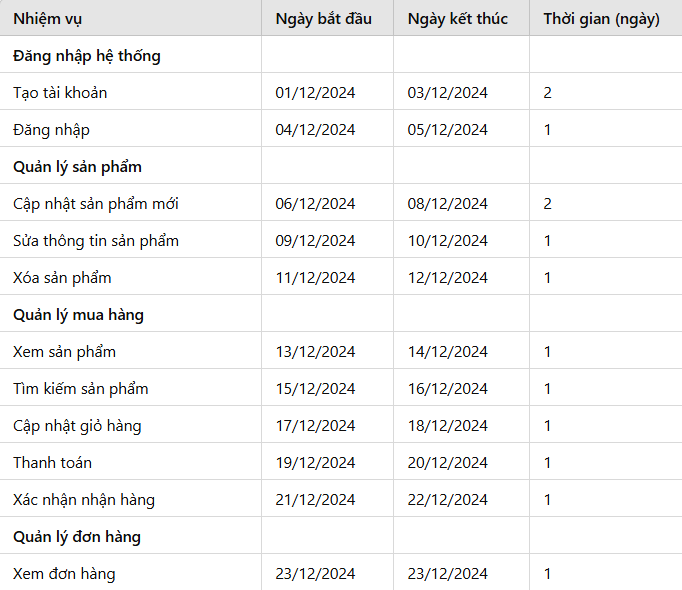 Nhiệm vụ Ngày bắt đầu Ngày kết thúc Thời gian (ngày)
Đăng nhập hệ thống
Tạo tài khoản 01/12/2024 03/12/2024 2
Đăng nhập 04/12/2024 05/12/2024 1
Quản lý sản phẩm
Cập nhật sản phẩm mới 06/12/2024 08/12/2024 2
Sửa thông tin sản phẩm 09/12/2024 10/12/2024 1
Xóa sản phẩm 11/12/2024 12/12/2024 1
Quản lý mua hàng
Xem sản phẩm 13/12/2024 14/12/2024 1
Tìm kiếm sản phẩm 15/12/2024 16/12/2024 1
Cập nhật giỏ hàng 17/12/2024 18/12/2024 1
Thanh toán 19/12/2024 20/12/2024 1
Xác nhận nhận hàng 21/12/2024 22/12/2024 1
Quản lý đơn hàng
Xem đơn hàng 23/12/2024 23/12/2024 1